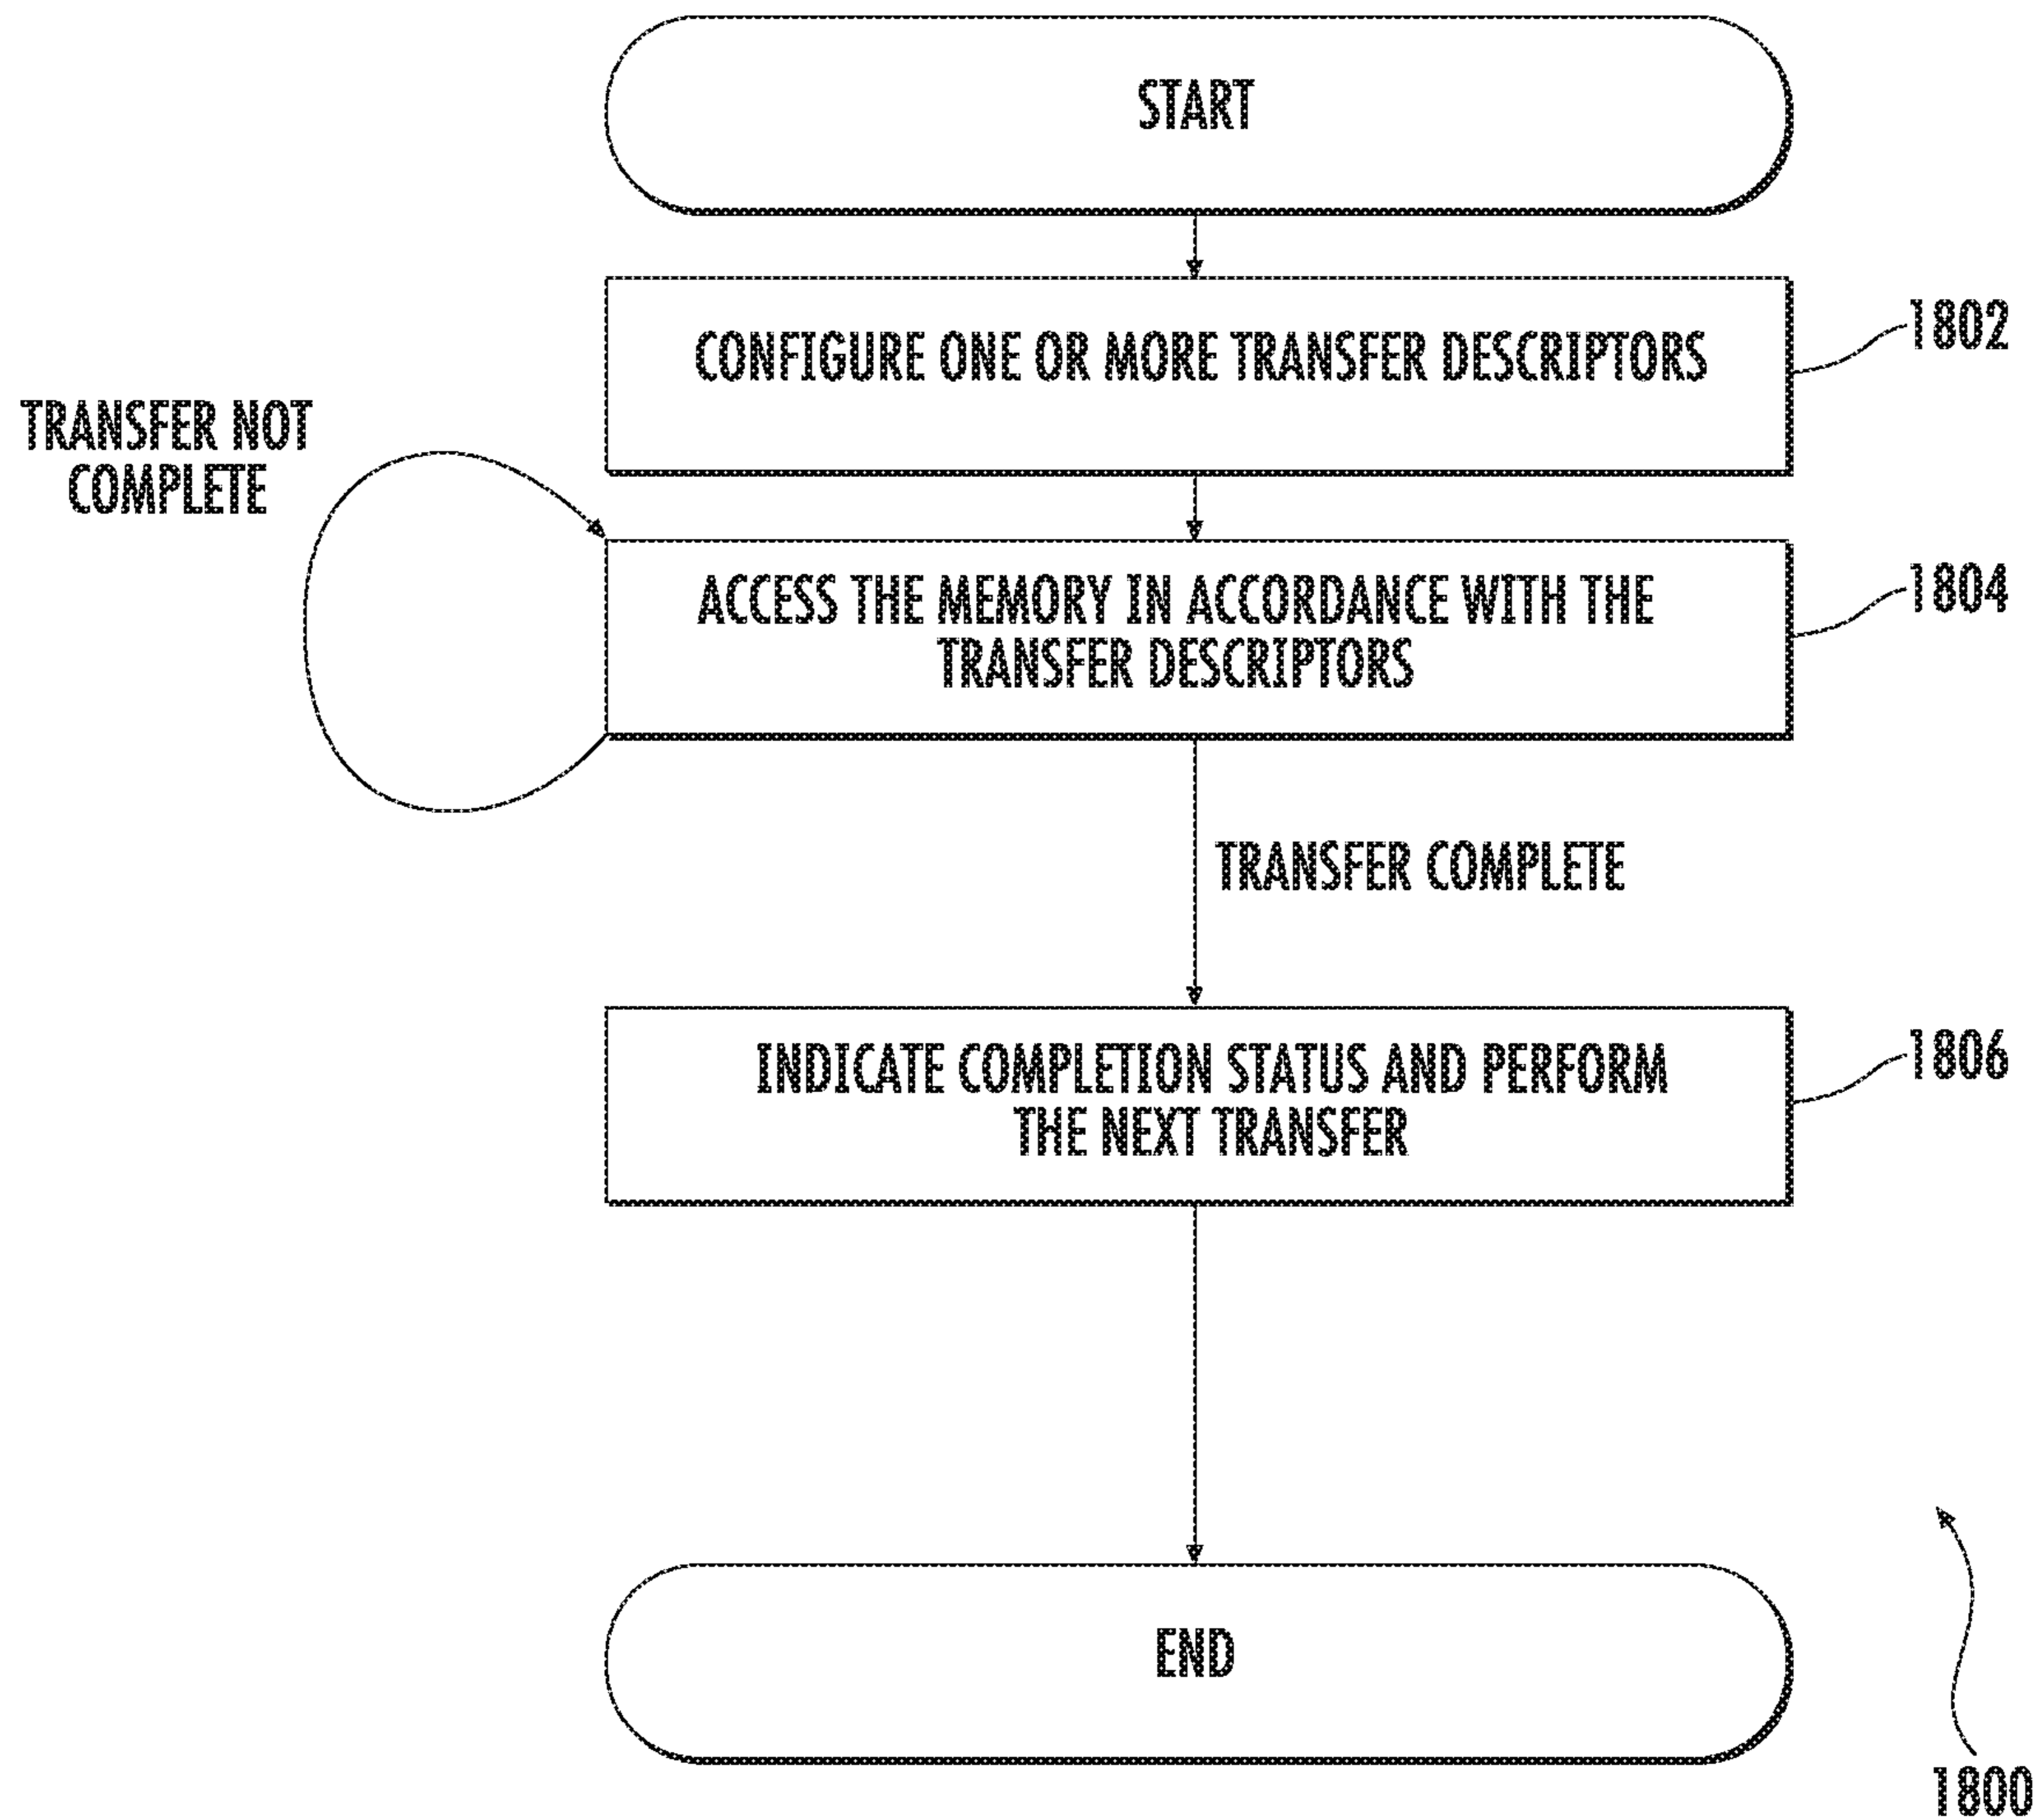 START
CONFIGURE ONE OR MORE TRANSFER DESCRIPTORS
1802
TRANSFER NOT
COMPLETE
ACCESS THE MEMORY IN ACCORDANCE WITH THE
TRANSFER DESCRIPTORS
1804
TRANSFER COMPLETE
INDICATE COMPLETION STATUS AND PERFORM
THE NEXT TRANSFER
1806
END
1800